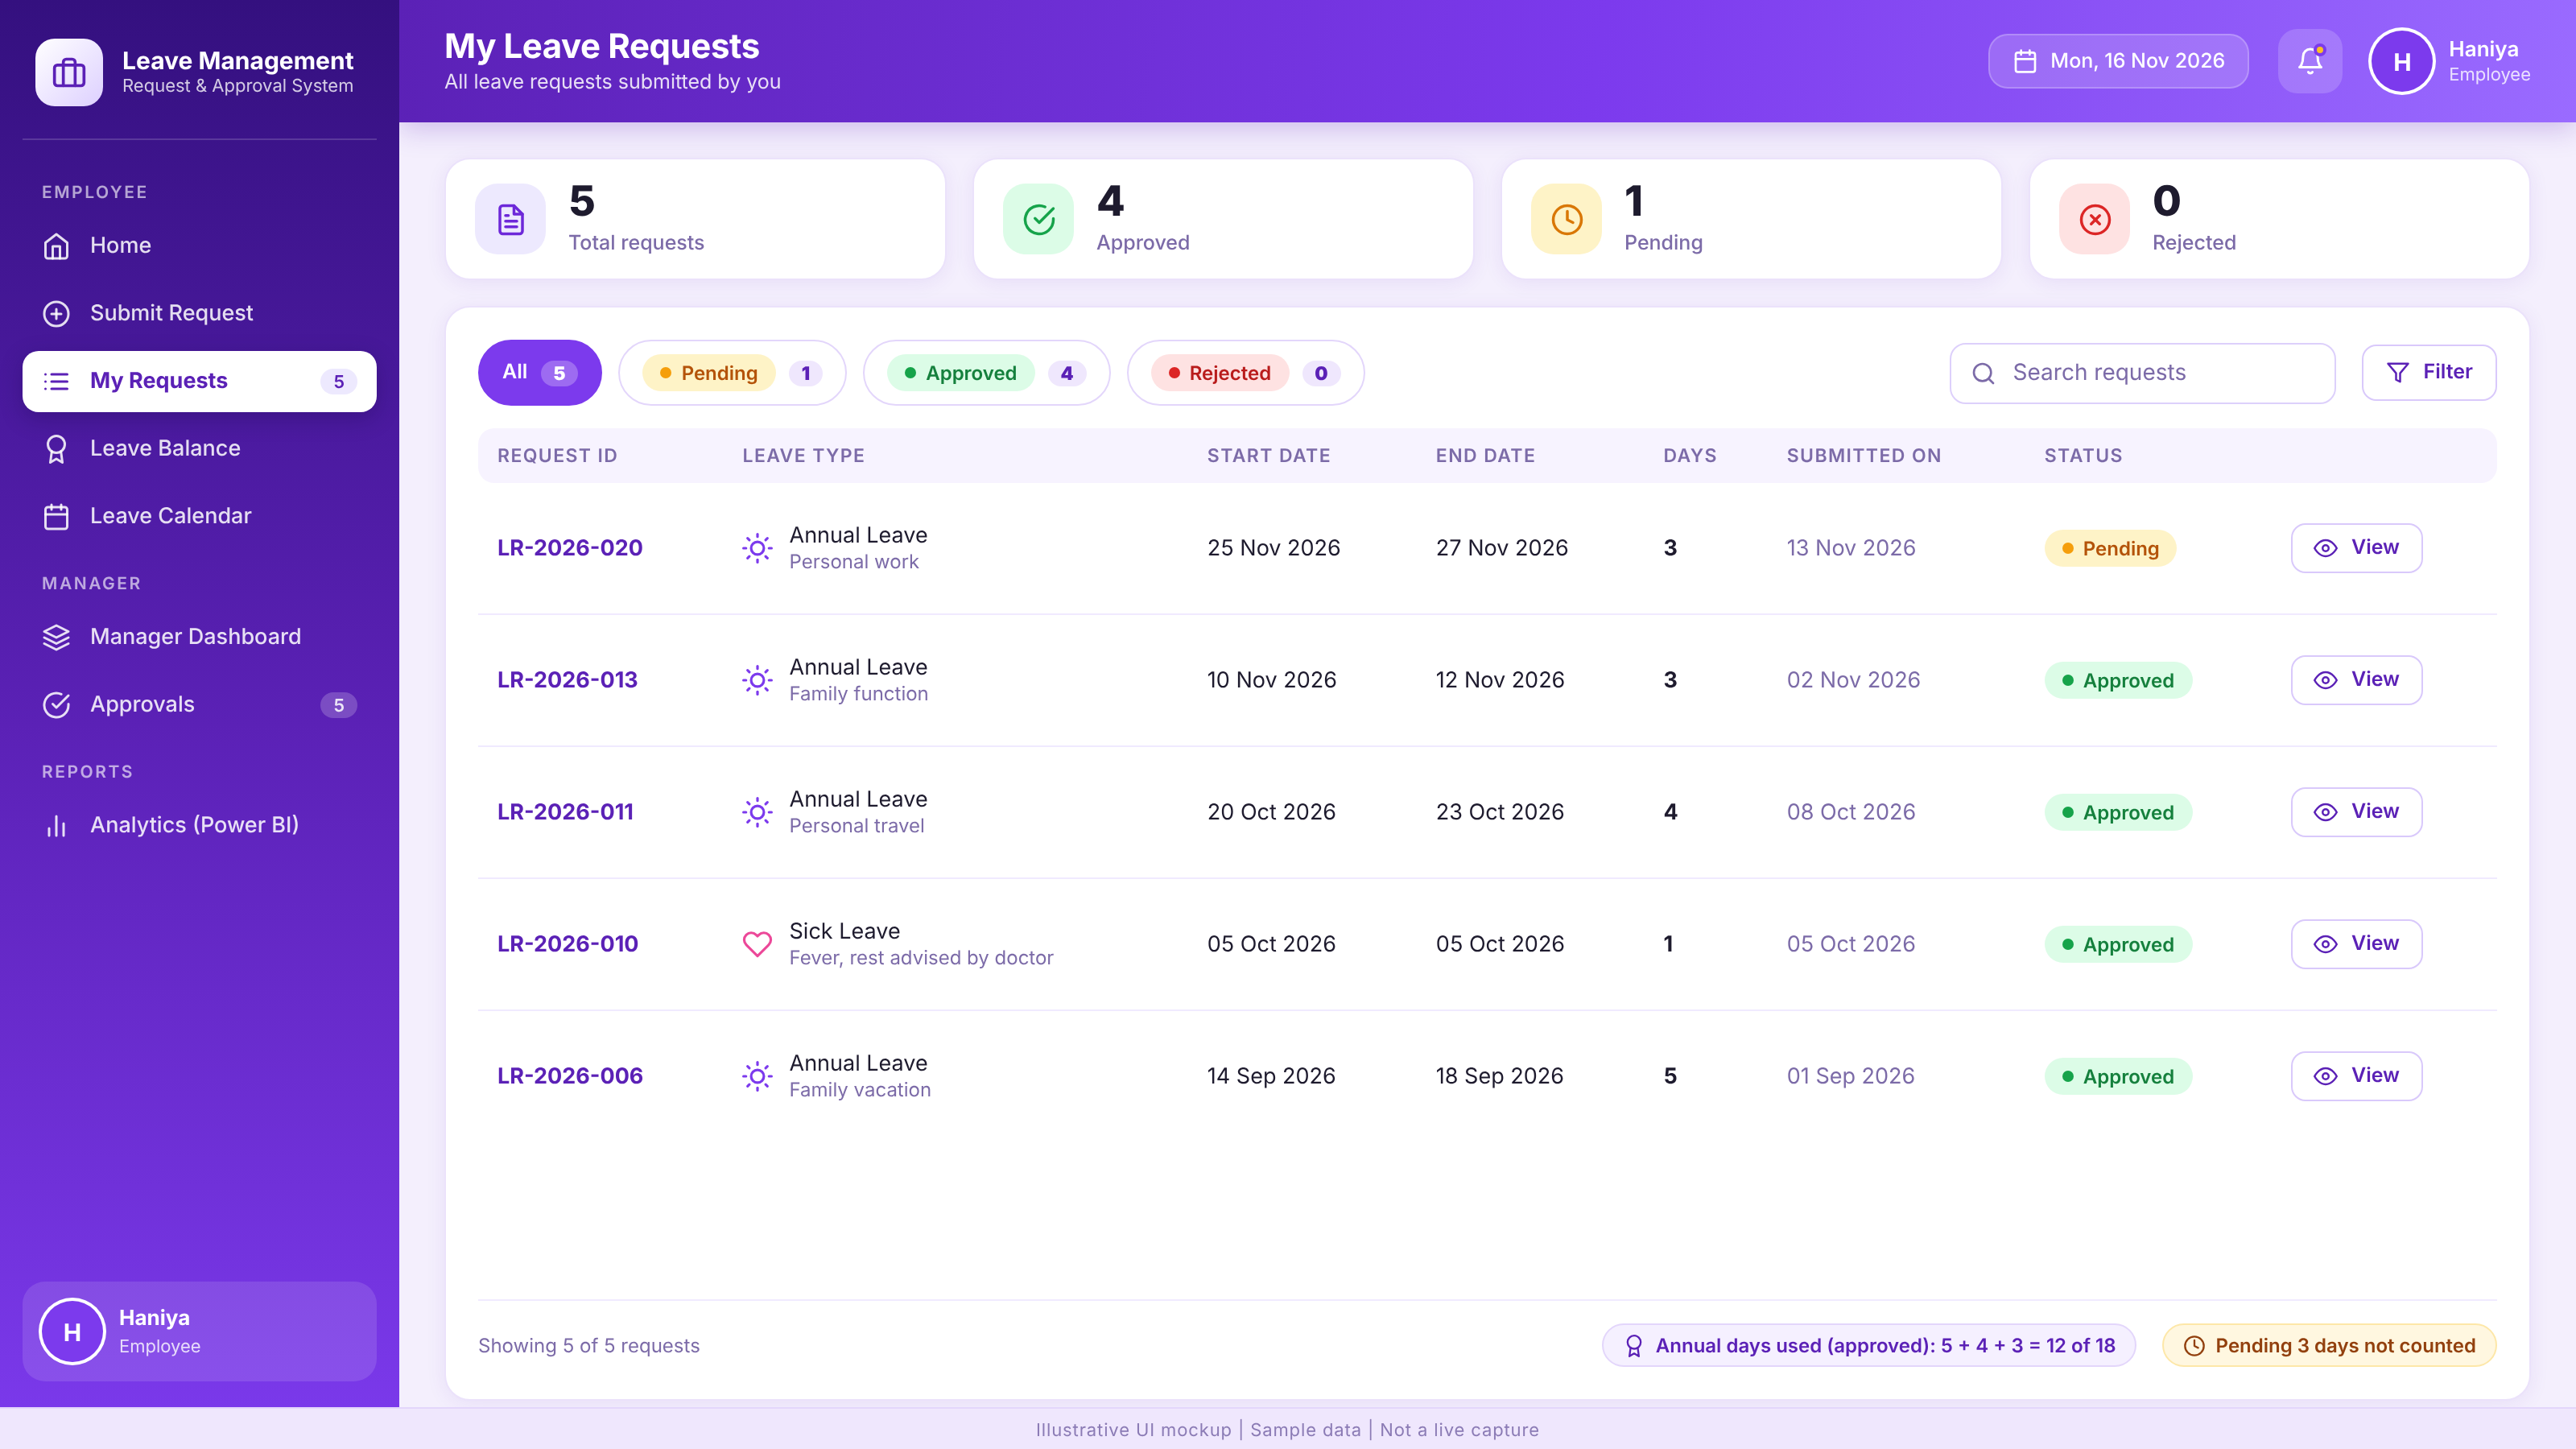 Leave Management
Request & Approval System
EMPLOYEE
Home
Submit Request
My Requests 5
Leave Balance
Leave Calendar
MANAGER
Manager Dashboard
Approvals 5
REPORTS
Analytics (Power BI)
H
Haniya
Employee
My Leave Requests
All leave requests submitted by you
Mon, 16 Nov 2026
H
Haniya
Employee
5
Total requests
4
Approved
1
Pending
0
Rejected
All 5 Pending 1 Approved 4 Rejected 0 Search requests Filter
REQUEST ID LEAVE TYPE START DATE END DATE DAYS SUBMITTED ON STATUS
LR-2026-020 Annual Leave 25 Nov 2026 27 Nov 2026 3 13 Nov 2026 Pending View
Personal work
LR-2026-013 Annual Leave 10 Nov 2026 12 Nov 2026 3 02 Nov 2026 Approved View
Family function
LR-2026-011 Annual Leave 20 Oct 2026 23 Oct 2026 4 08 Oct 2026 Approved View
Personal travel
LR-2026-010 Sick Leave 05 Oct 2026 05 Oct 2026 1 05 Oct 2026 Approved View
Fever, rest advised by doctor
LR-2026-006 Annual Leave 14 Sep 2026 18 Sep 2026 5 01 Sep 2026 Approved View
Family vacation
Showing 5 of 5 requests Annual days used (approved): 5 + 4 + 3 = 12 of 18 Pending 3 days not counted
Illustrative UI mockup | Sample data | Not a live capture